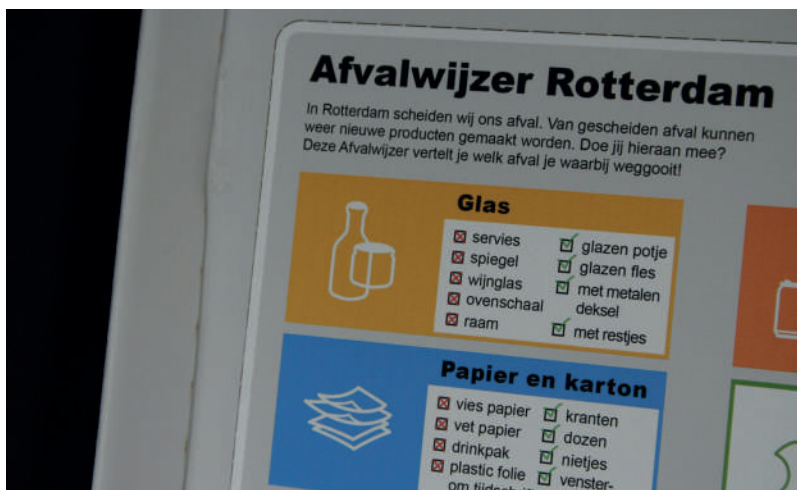 Afvalwijzer Rotterdam
In Rotterdam scheiden wij ons afval. Van gescheiden afval kunnen
weer nieuwe producten gemaakt worden. Doe jij hieraan mee?
Deze Afvalwijzer vertelt je welk afval je waarbij weggooit!
Glas
servies
spiegel
wijnglas
ovenschaal
raam
glazen potje
glazen fles
met metalen
deksel
met restjes
Papier en karton
vies papier
vet papier
drinkpak
plastic folie
kranten
dozen
nietjes
venster-